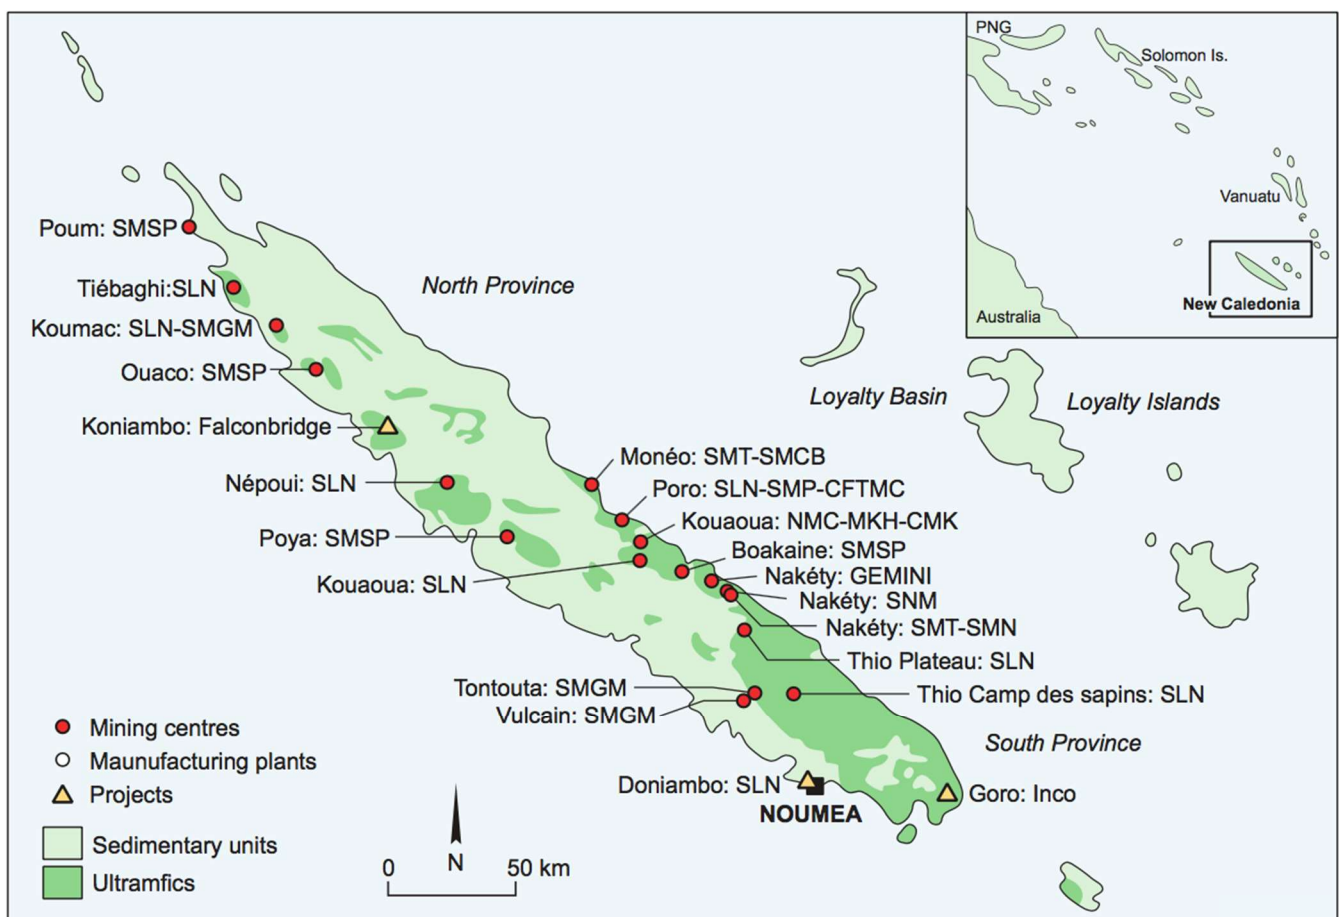 PNG
Solomon Is.
Vanuatu
New Caledonia
Australia
Poum: SMSP
North Province
Tiébaghi:SLN
Koumac: SLN-SMGM
Ouaco: SMSP
Loyalty Basin
Loyalty Islands
Koniambo: Falconbridge
Monéo: SMT-SMCB
Népoui: SLN
Poro: SLN-SMP-CFTMC
Kouaoua: NMC-MKH-CMK
Poya: SMSP
Boakaine: SMSP
Kouaoua: SLN
Nakéty: GEMINI
Nakéty: SNM
Nakéty: SMT-SMN
Thio Plateau: SLN
Tontouta: SMGM
Thio Camp des sapins: SLN
Vulcain: SMGM
South Province
Doniambo: SLN
Goro: Inco
NOUMEA
Mining centres
Maunufacturing plants
Projects
Sedimentary units
Ultramfics
N
0 50 km